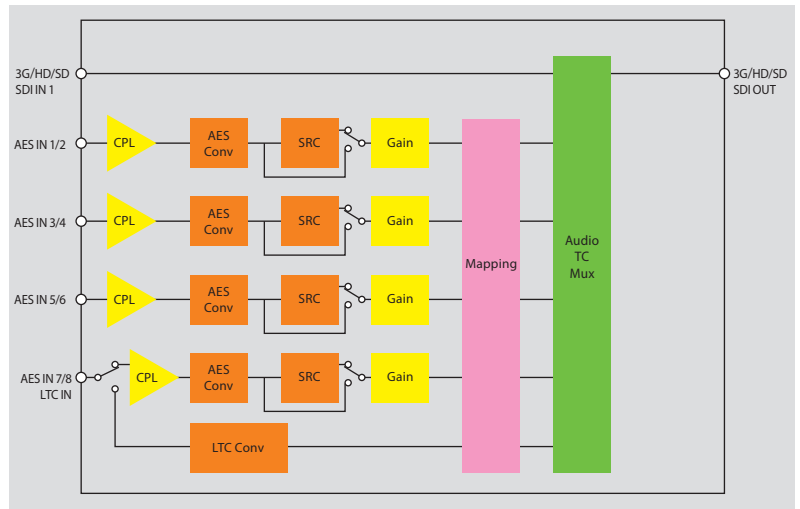 3G/HD/SD
SDI IN 1
3G/HD/SD
SDI OUT
AES IN 1/2
CPL
AES
Conv
SRC
Gain
AES IN 3/4
CPL
AES
Conv
SRC
Gain
Mapping
Audio
TC
Mux
AES IN 5/6
CPL
AES
Conv
SRC
Gain
AES IN 7/8
LTC IN
CPL
AES
Conv
SRC
Gain
LTC Conv